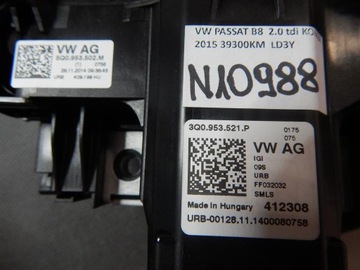 VW AG
5Q0.953.502.M
VW PASSAT B8 2.0 tdi
2015 39300KM LD3Y
N10988
3Q0.953.521.P
0175
075
VW AG
IGI
09S
URB
FF032032
SMLS
Made in Hungary 412308
URB-00128.11.1400080758